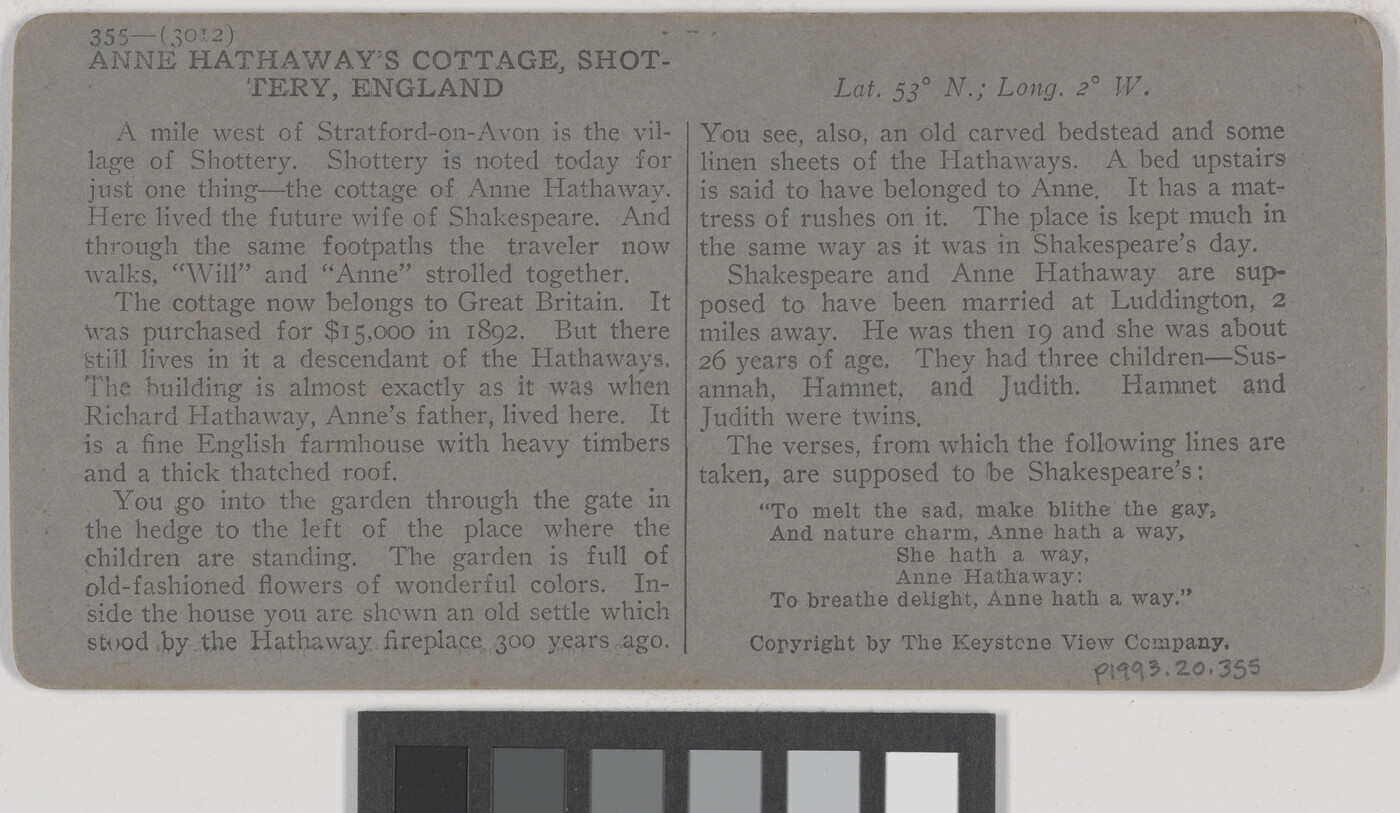 355—(3012)
ANNE HATHAWAY'S COTTAGE, SHOT-
TERY, ENGLAND
A mile west of Stratford-on-Avon is the vil-
lage of Shottery. Shottery is noted today for
just one thing—the cottage of Anne Hathaway.
Here lived the future wife of Shakespeare. And
through the same footpaths the traveler now
walks, “Will” and “Anne” strolled together.
The cottage now belongs to Great Britain. It
was purchased for $15,000 in 1892. But there
still lives in it a descendant of the Hathaways.
The building is almost exactly as it was when
Richard Hathaway, Anne's father, lived here. It
is a fine English farmhouse with heavy timbers
and a thick thatched roof.
You go into the garden through the gate in
the hedge to the left of the place where the
children are standing. The garden is full of
old-fashioned flowers of wonderful colors. In-
side the house you are shown an old settle which
stood by the Hathaway fireplace 300 years ago.
Lat. 53° N.; Long. 2° W.
You see, also, an old carved bedstead and some
linen sheets of the Hathaways. A bed upstairs
is said to have belonged to Anne. It has a mat-
tress of rushes on it. The place is kept much in
the same way as it was in Shakespeare's day.
Shakespeare and Anne Hathaway are sup-
posed to have been married at Luddington, 2
miles away. He was then 19 and she was about
26 years of age. They had three children—Sus-
annah, Hamnet, and Judith. Hamnet and
Judith were twins.
The verses, from which the following lines are
taken, are supposed to be Shakespeare's:
“To melt the sad, make blithe the gay,
And nature charm, Anne hath a way,
She hath a way,
Anne Hathaway:
To breathe delight, Anne hath a way.”
Copyright by The Keystone View Company.
P1993.20.355